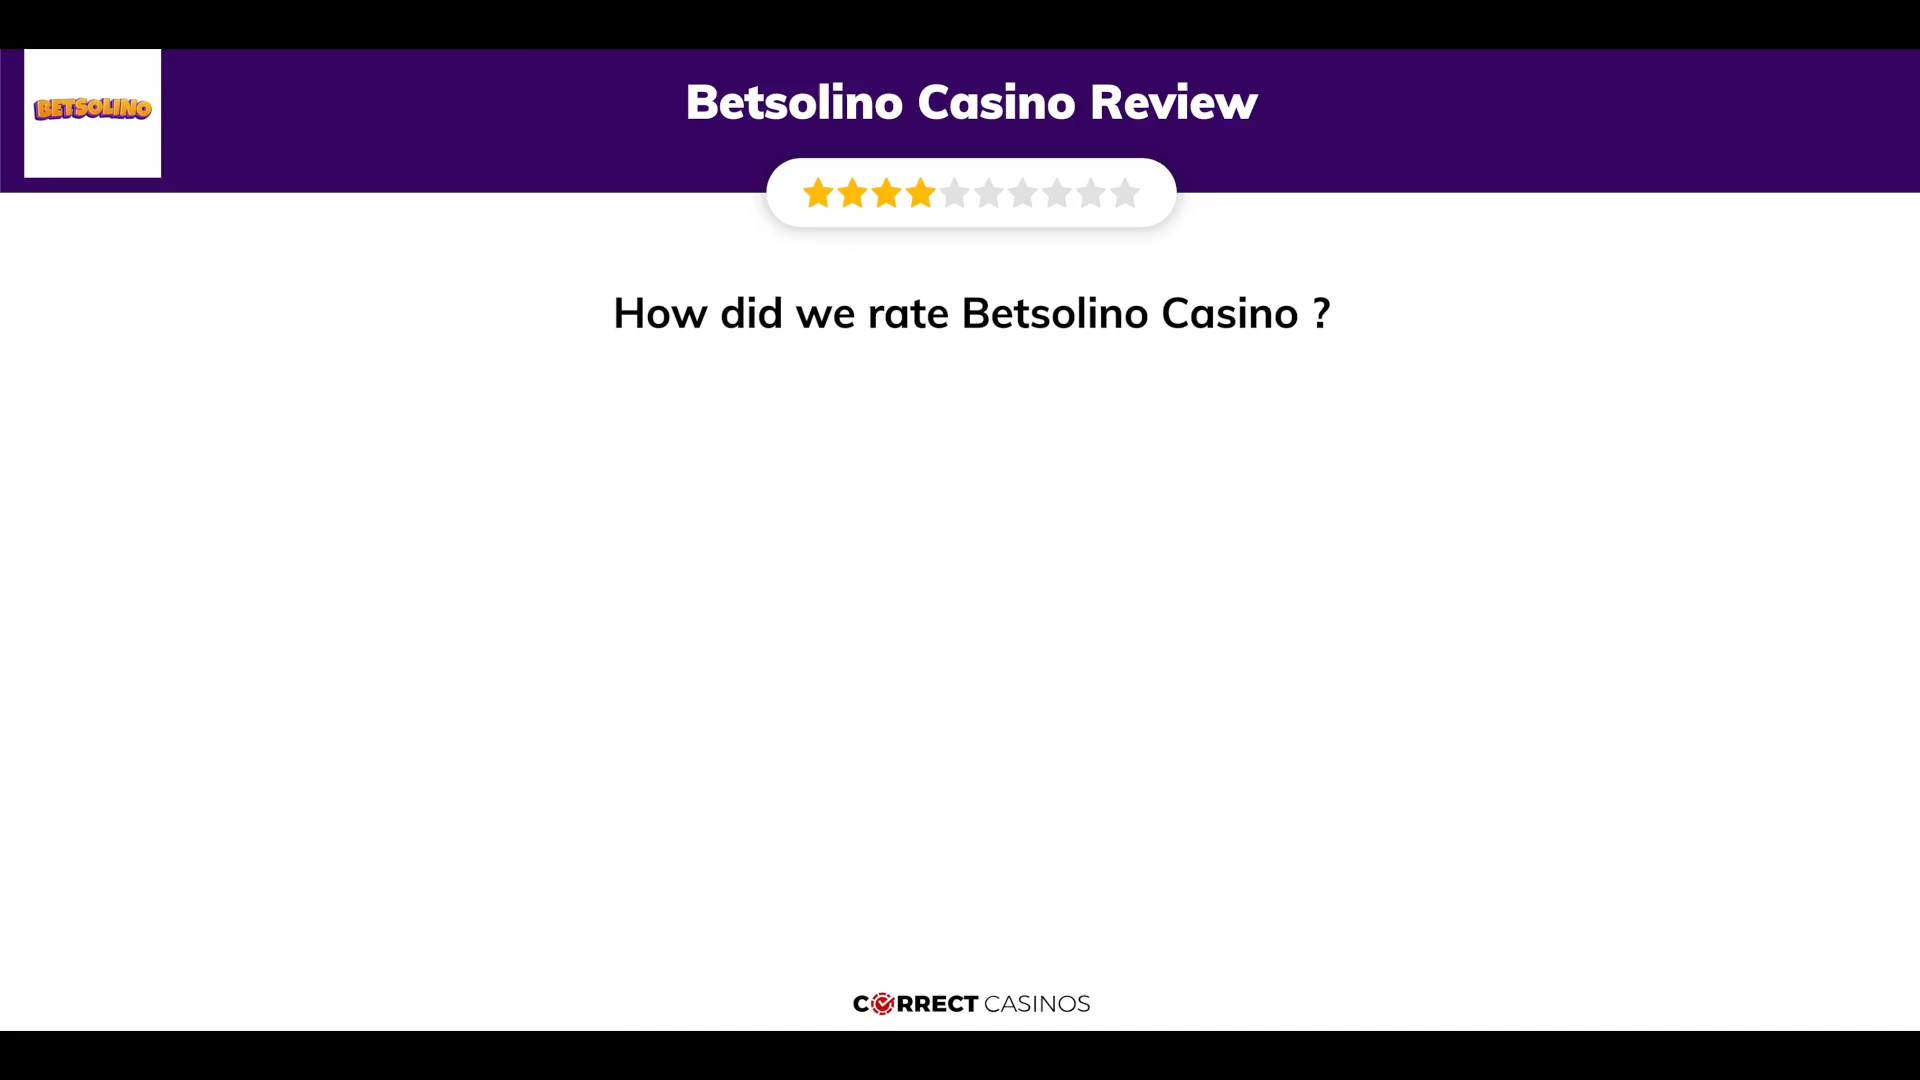 BETSOLINO
Betsolino Casino Review
How did we rate Betsolino Casino ?
CORRECT CASINOS